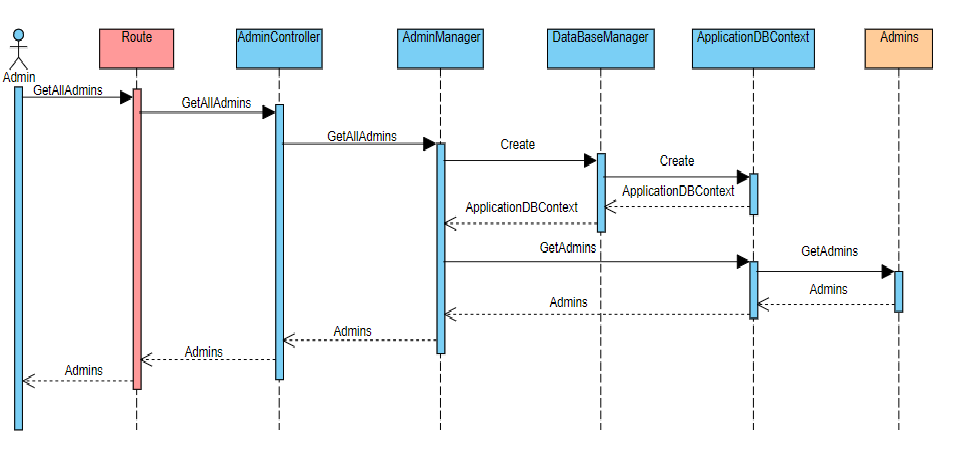 Route
AdminController
AdminManager
DataBaseManager
ApplicationDBContext
Admins
Admin
GetAllAdmins
GetAllAdmins
GetAllAdmins
Create
Create
ApplicationDBContext
ApplicationDBContext
GetAdmins
GetAdmins
Admins
Admins
Admins
Admins
Admins